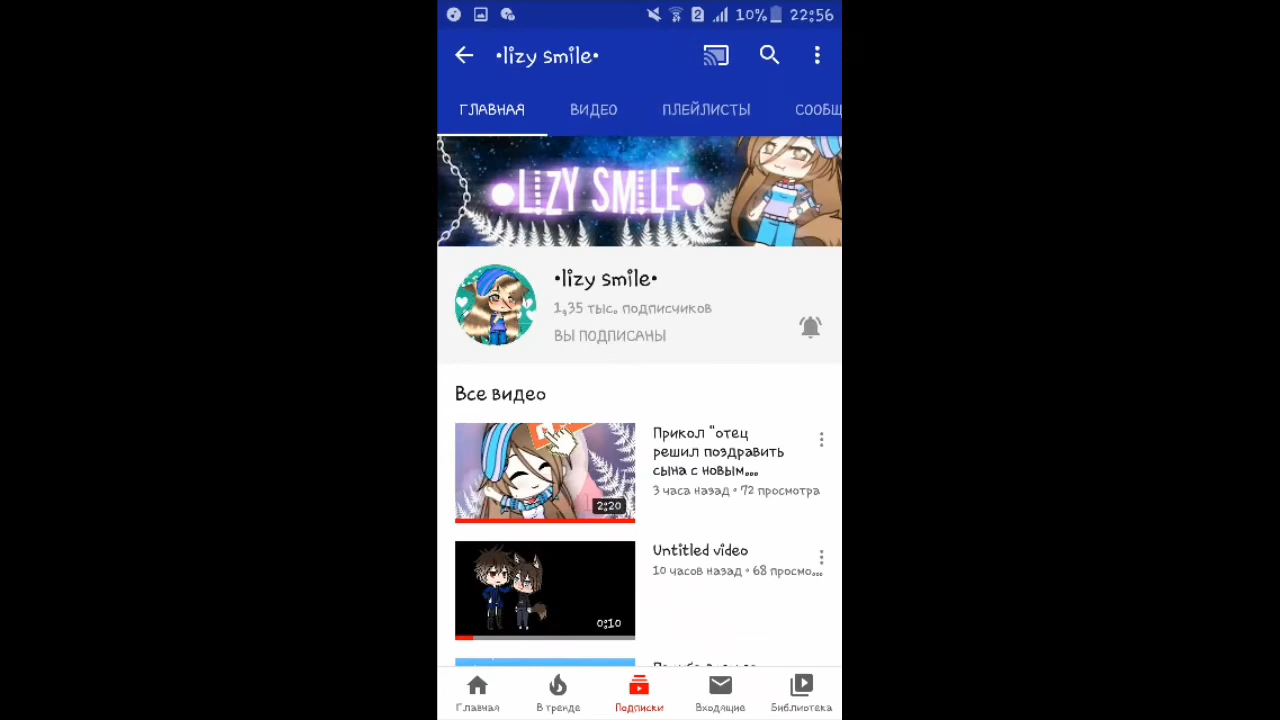 2 10% 22:56
•lizy smile•
ГЛАВНАЯ ВИДЕО ПЛЕЙЛИСТЫ СООБЩ
●LIZY SMILE●
•lizy smile•
1,35 тыс. подписчиков
ВЫ ПОДПИСАНЫ
Все видео
Прикол "отец
решил поздравить
сына с новым...
3 часа назад • 72 просмотра
2:20
Untitled video
10 часов назад • 68 просмо...
0:10
Главная В тренде Подписки Входящие Библиотека